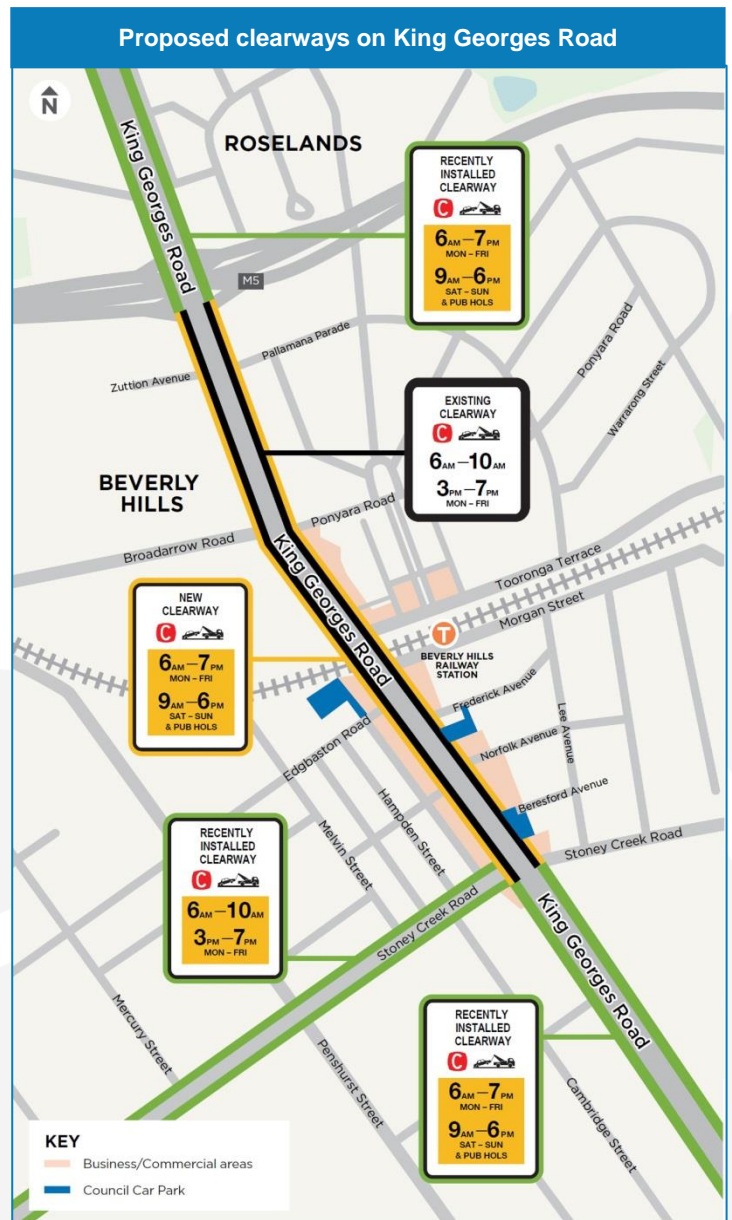 Proposed clearways on King Georges Road
N
ROSELANDS
King Georges Road
RECENTLY
INSTALLED
CLEARWAY
C
6AM–7PM
MON – FRI
9AM–6PM
SAT – SUN
& PUB HOLS
M5
Pallamana Parade
Zuttion Avenue
Ponyara Road
Warrarong Street
EXISTING
CLEARWAY
C
6AM–10AM
3PM–7PM
MON – FRI
BEVERLY
HILLS
Ponyara Road
Broadarrow Road
King Georges Road
Tooronga Terrace
Morgan Street
NEW
CLEARWAY
C
6AM–7PM
MON – FRI
9AM–6PM
SAT – SUN
& PUB HOLS
T
BEVERLY HILLS
RAILWAY
STATION
Frederick Avenue
Edgbaston Road
Norfolk Avenue
Lee Avenue
Beresford Avenue
Hampden Street
Melvin Street
Stoney Creek Road
RECENTLY
INSTALLED
CLEARWAY
C
6AM–10AM
3PM–7PM
MON – FRI
Stoney Creek Road
King Georges Road
Mercury Street
Penshurst Street
RECENTLY
INSTALLED
CLEARWAY
C
6AM–7PM
MON – FRI
9AM–6PM
SAT – SUN
& PUB HOLS
Cambridge Street
KEY
Business/Commercial areas
Council Car Park